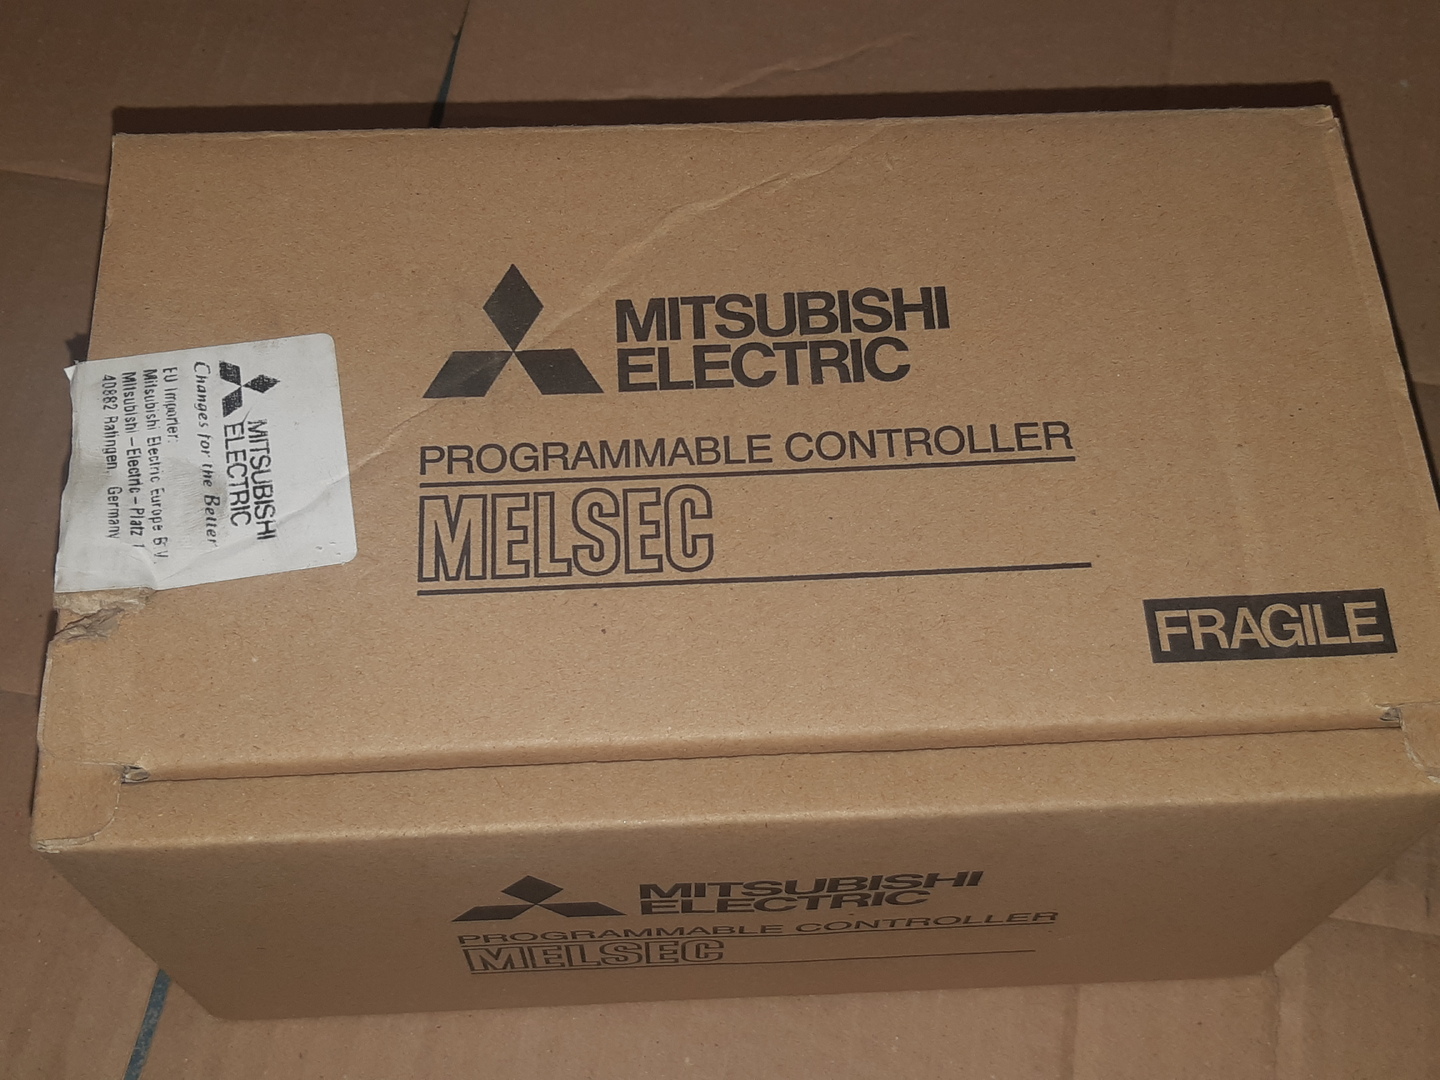 MITSUBISHI
ELECTRIC
PROGRAMMABLE CONTROLLER
MELSEC
FRAGILE
MITSUBISHI
ELECTRIC
Changes for the Better
EU Importer:
Mitsubishi Electric Europe B.V.
Mitsubishi-Electric-Platz 1
40882 Ratingen, Germany
MITSUBISHI
ELECTRIC
PROGRAMMABLE CONTROLLER
MELSEC